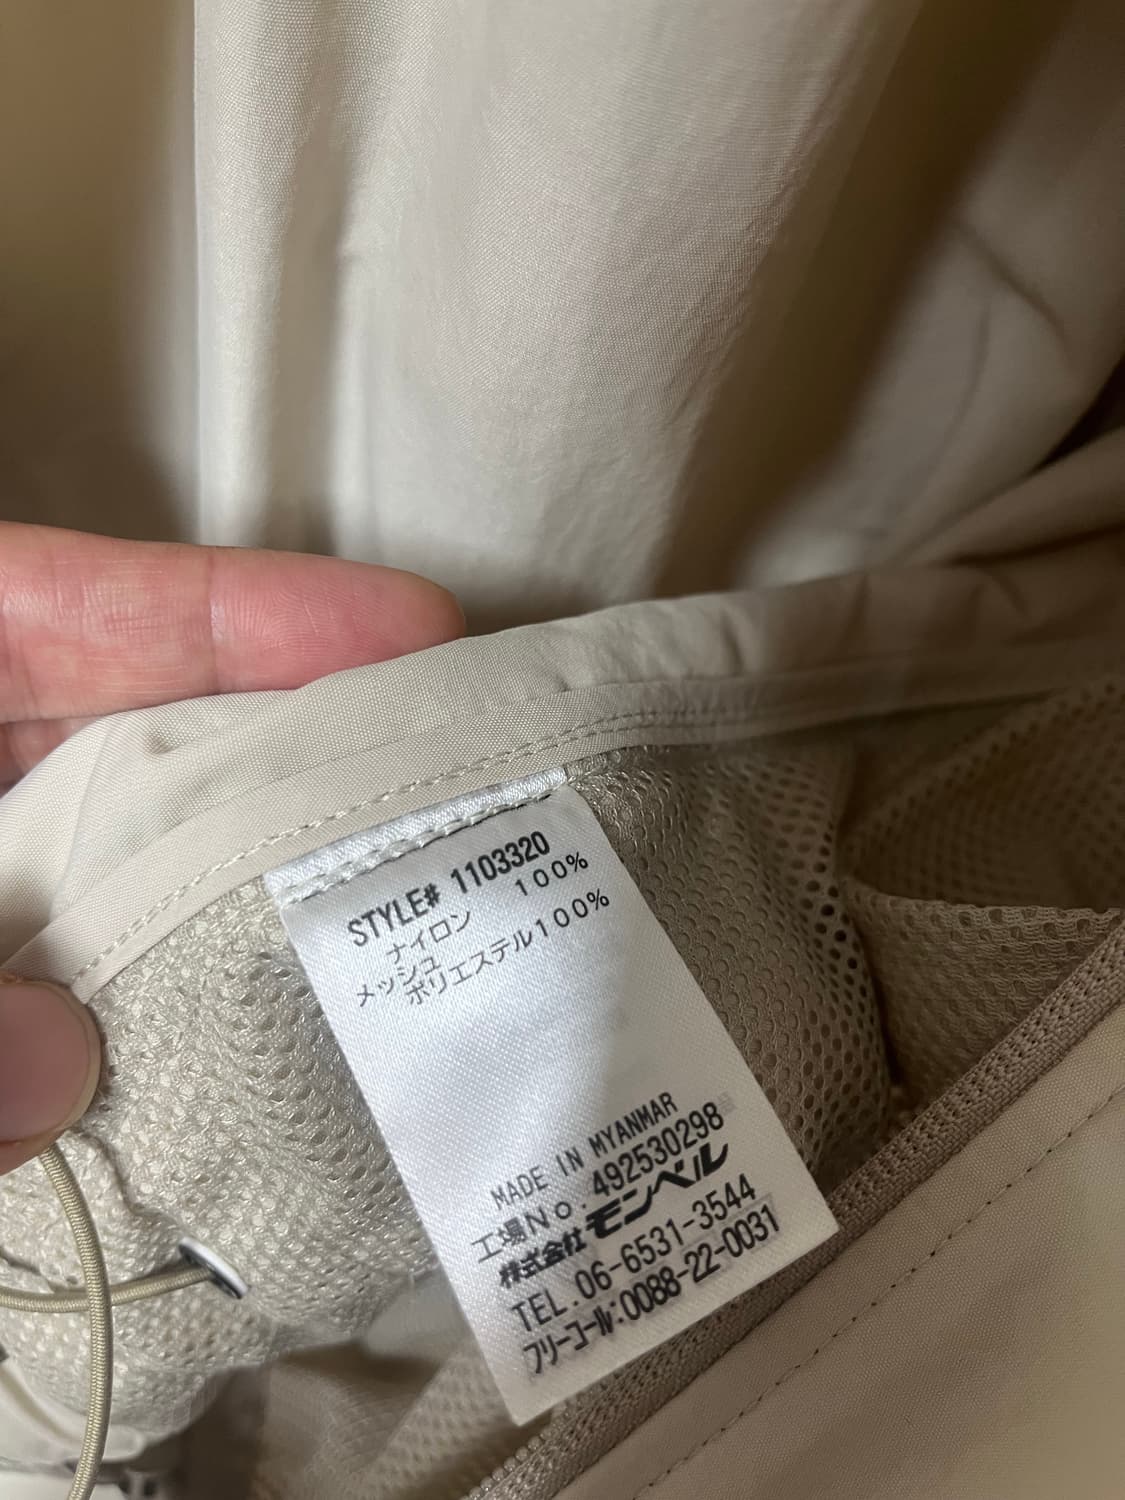 STYLE# 1103320
ナイロン 100%
メッシュ
ポリエステル100%
MADE IN MYANMAR
工場No:492530298
株式会社モンベル
TEL.06-6531-3544
フリーコール:0088-22-0031